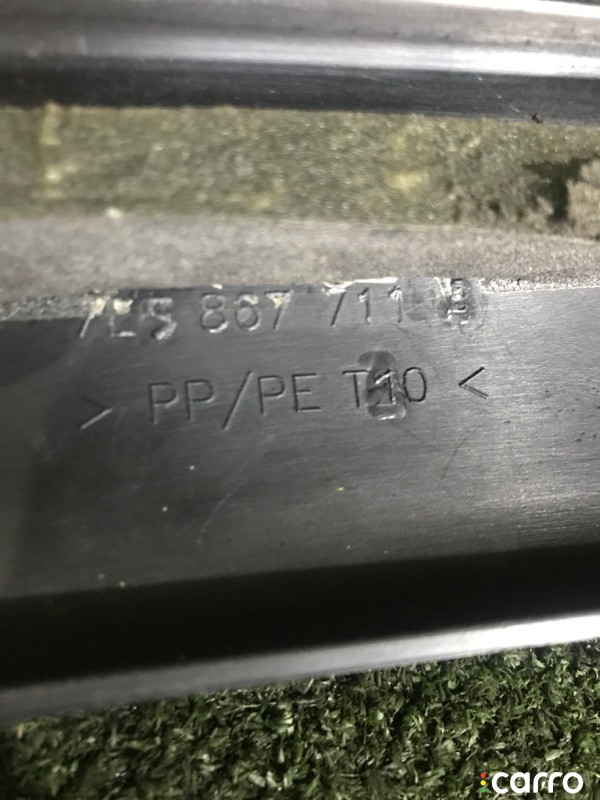 7L5 867 711
> PP/PE T10 <
carro